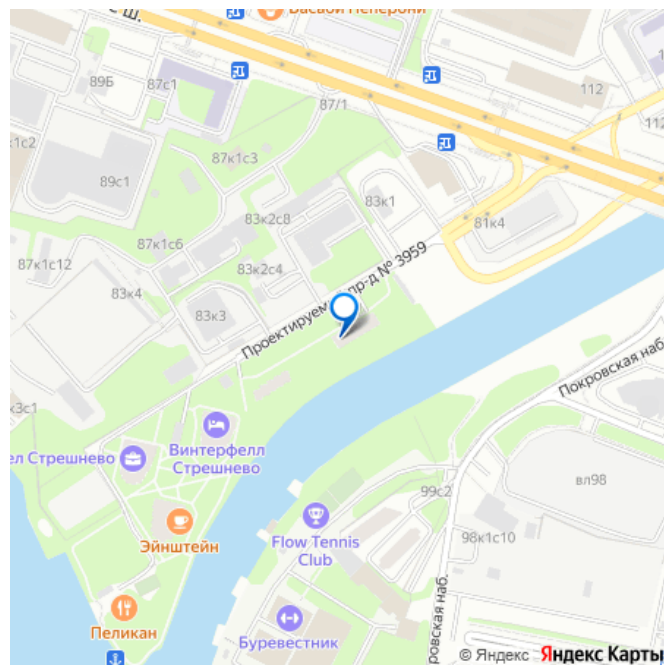 Ш.
Васаби Пеперони
89Б
87с1
87/1
112
112
к1с2
87к1с3
89с1
83к1
81к4
83к2с8
87к1с6
87к1с12
83к2с4
83к4
83к3
Проектируемый пр-д № 3959
Покровская наб.
к3с1
ел Стрешнево
Винтерфелл
Стрешнево
99с2
вл98
98к1с10
Flow Tennis
Club
Эйнштейн
Пеликан
Буревестник
ровская наб.
© Яндекс Яндекс Карты